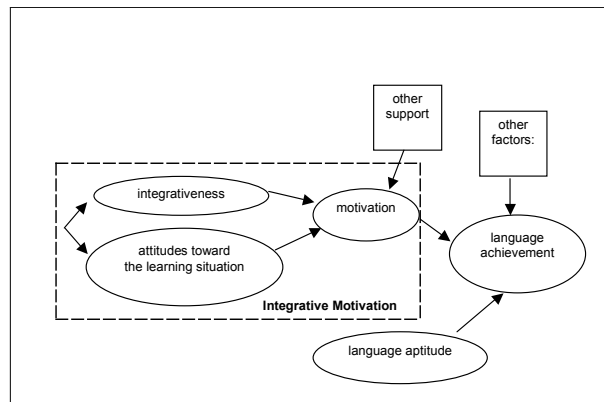 other
support
other
factors:
integrativeness
motivation
attitudes toward
the learning situation
language
achievement
Integrative Motivation
language aptitude